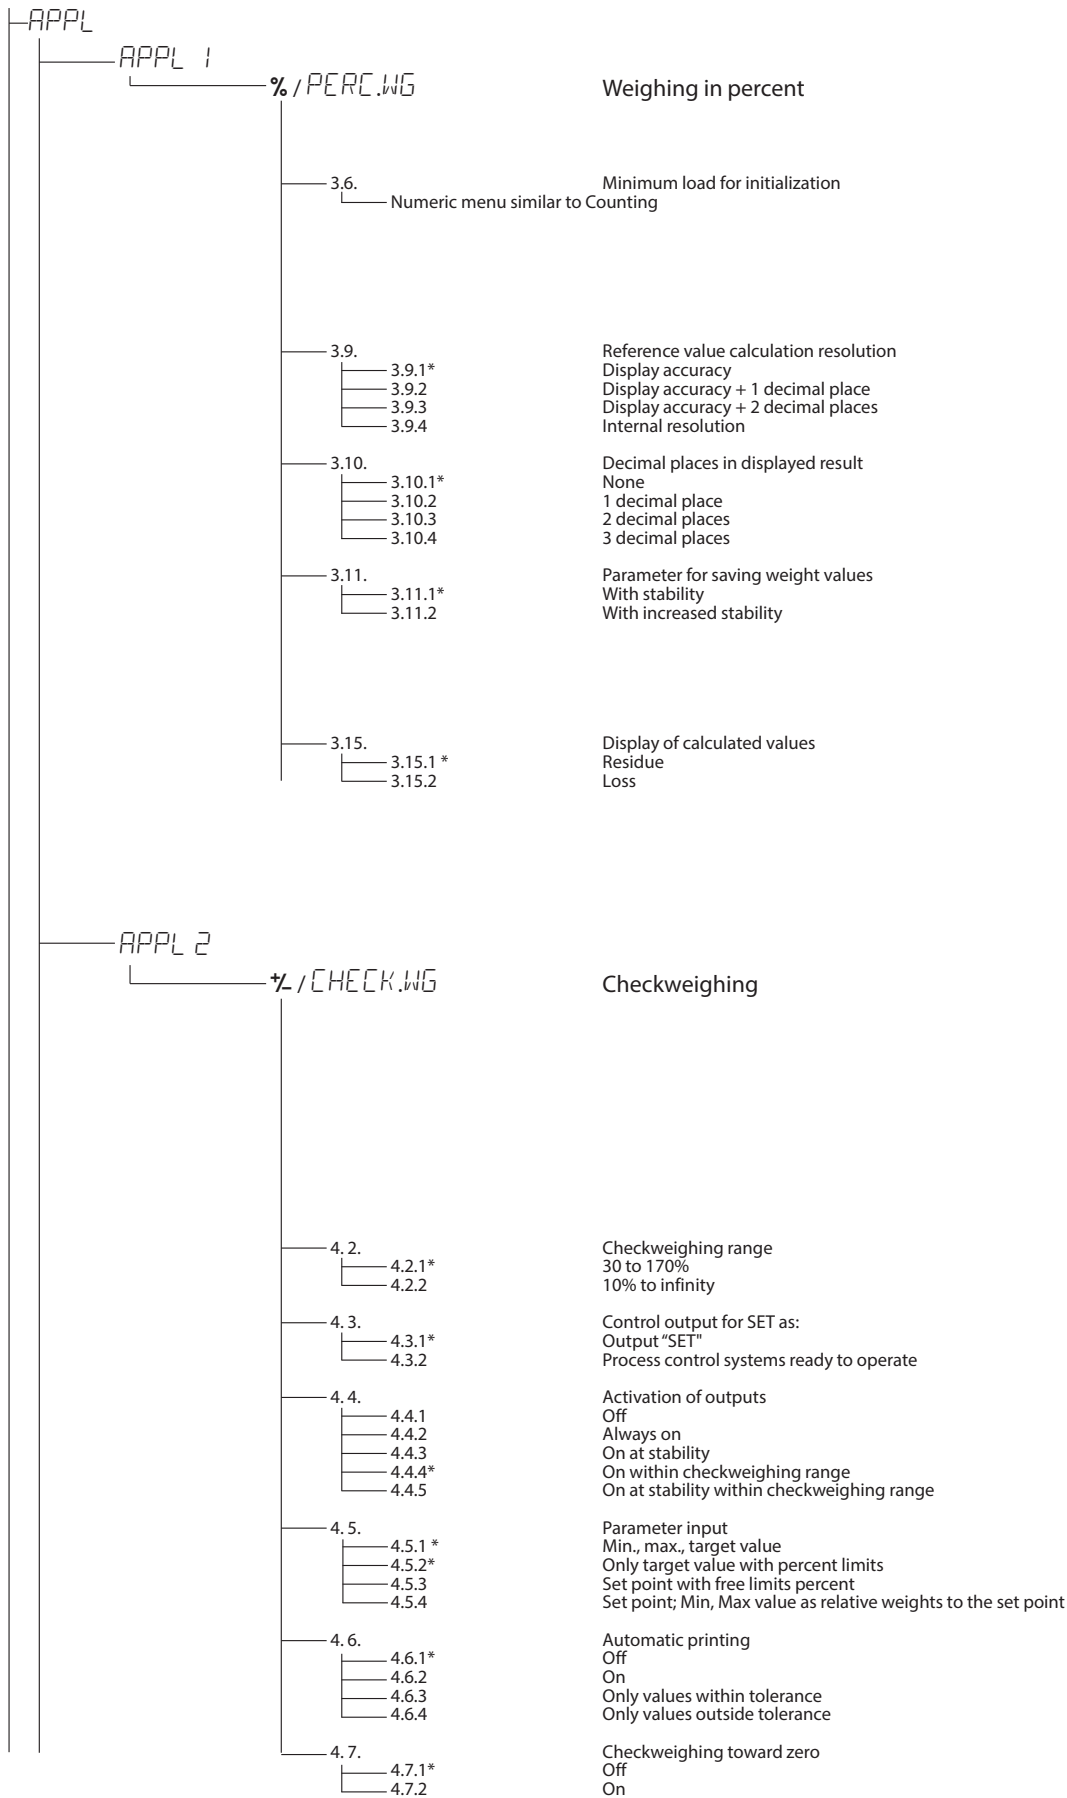 APPL
APPL 1
% / PERC.WG Weighing in percent
3.6. Minimum load for initialization
Numeric menu similar to Counting
3.9. Reference value calculation resolution
3.9.1* Display accuracy
3.9.2 Display accuracy + 1 decimal place
3.9.3 Display accuracy + 2 decimal places
3.9.4 Internal resolution
3.10. Decimal places in displayed result
3.10.1* None
3.10.2 1 decimal place
3.10.3 2 decimal places
3.10.4 3 decimal places
3.11. Parameter for saving weight values
3.11.1* With stability
3.11.2 With increased stability
3.15. Display of calculated values
3.15.1 * Residue
3.15.2 Loss
APPL 2
+/- / CHECK.WG Checkweighing
4. 2. Checkweighing range
4.2.1* 30 to 170%
4.2.2 10% to infinity
4. 3. Control output for SET as:
4.3.1* Output “SET"
4.3.2 Process control systems ready to operate
4. 4. Activation of outputs
4.4.1 Off
4.4.2 Always on
4.4.3 On at stability
4.4.4* On within checkweighing range
4.4.5 On at stability within checkweighing range
4. 5. Parameter input
4.5.1 * Min., max., target value
4.5.2* Only target value with percent limits
4.5.3 Set point with free limits percent
4.5.4 Set point; Min, Max value as relative weights to the set point
4. 6. Automatic printing
4.6.1* Off
4.6.2 On
4.6.3 Only values within tolerance
4.6.4 Only values outside tolerance
4. 7. Checkweighing toward zero
4.7.1* Off
4.7.2 On